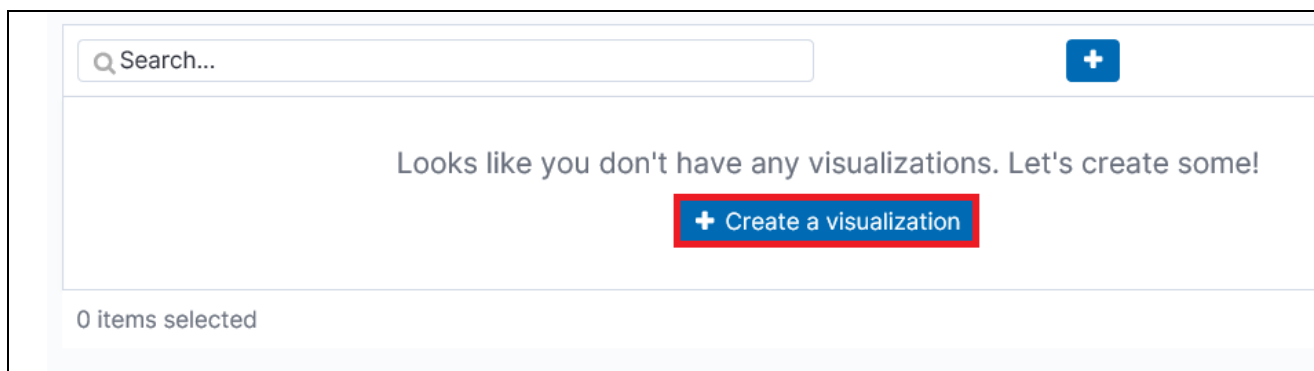 Search...
Looks like you don't have any visualizations. Let's create some!
+ Create a visualization
0 items selected